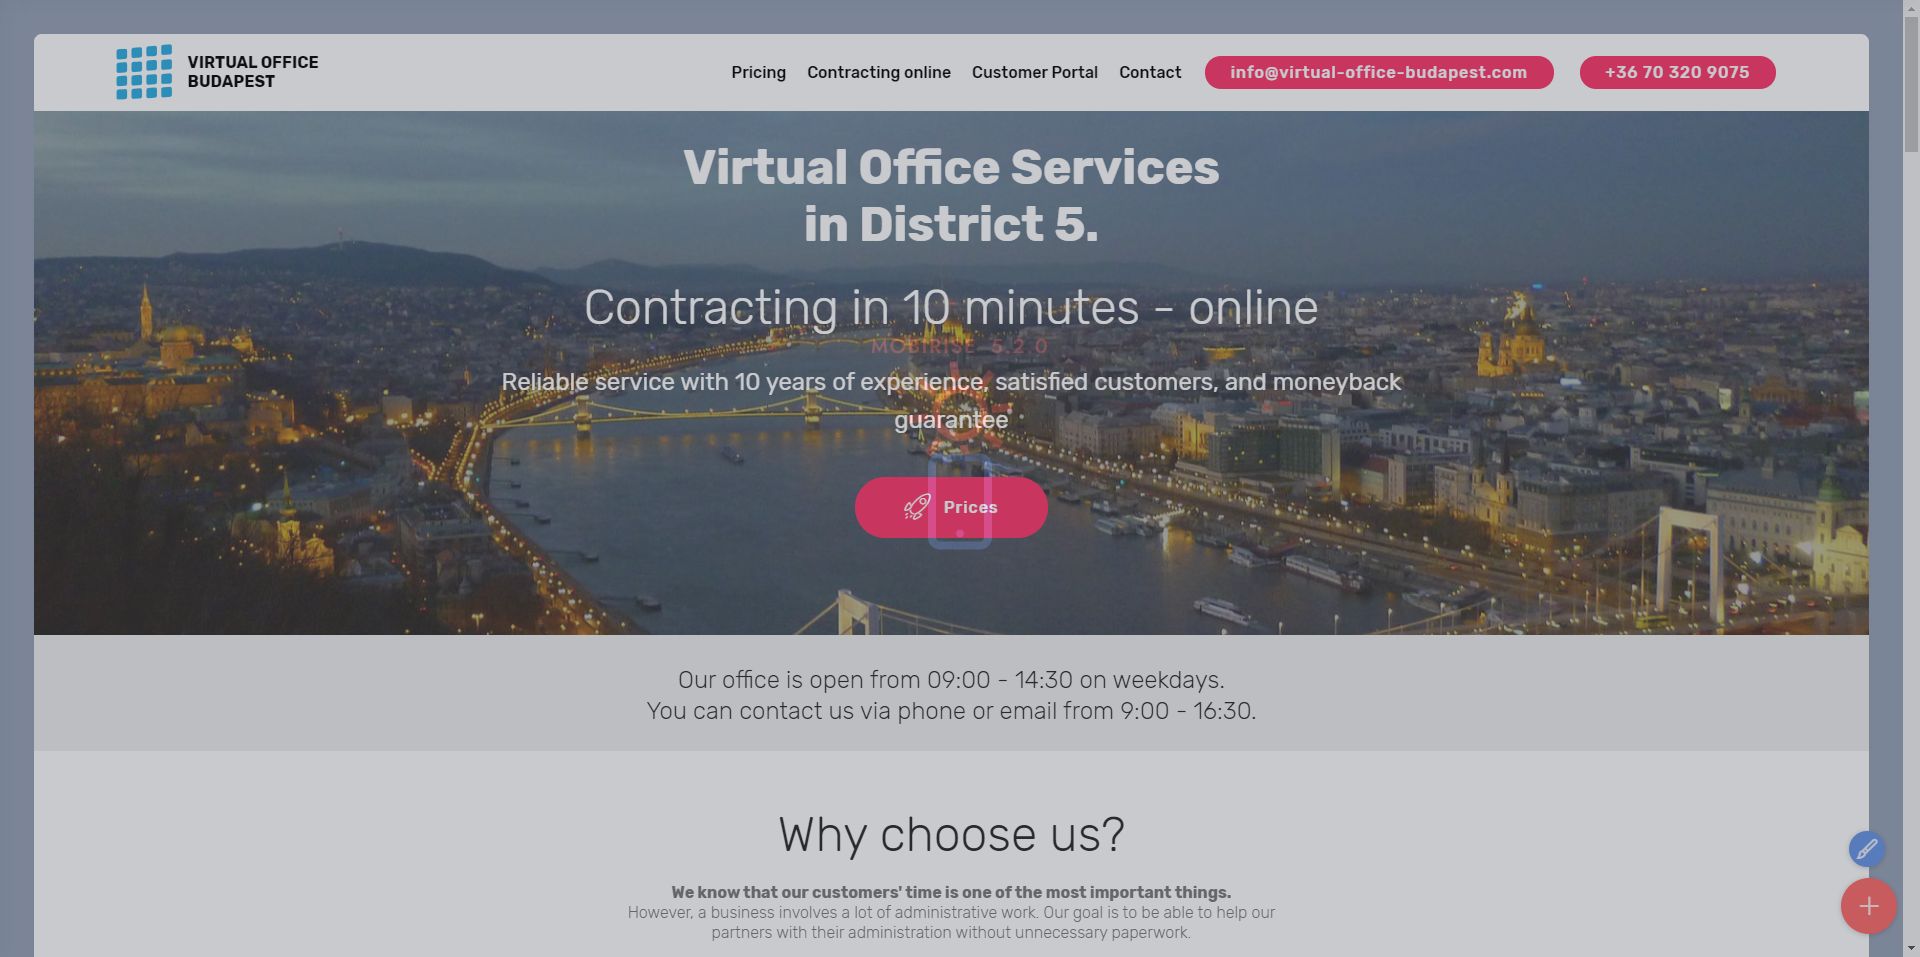 VIRTUAL OFFICE
BUDAPEST
Pricing
Contracting online
Customer Portal
Contact
info@virtual-office-budapest.com
+36 70 320 9075
Virtual Office Services
in District 5.
Contracting in 10 minutes - online
MOBIRISE 5.2.0
Reliable service with 10 years of experience, satisfied customers, and moneyback
guarantee
Prices
Our office is open from 09:00 - 14:30 on weekdays.
You can contact us via phone or email from 9:00 - 16:30.
Why choose us?
We know that our customers' time is one of the most important things.
However, a business involves a lot of administrative work. Our goal is to be able to help our
partners with their administration without unnecessary paperwork.